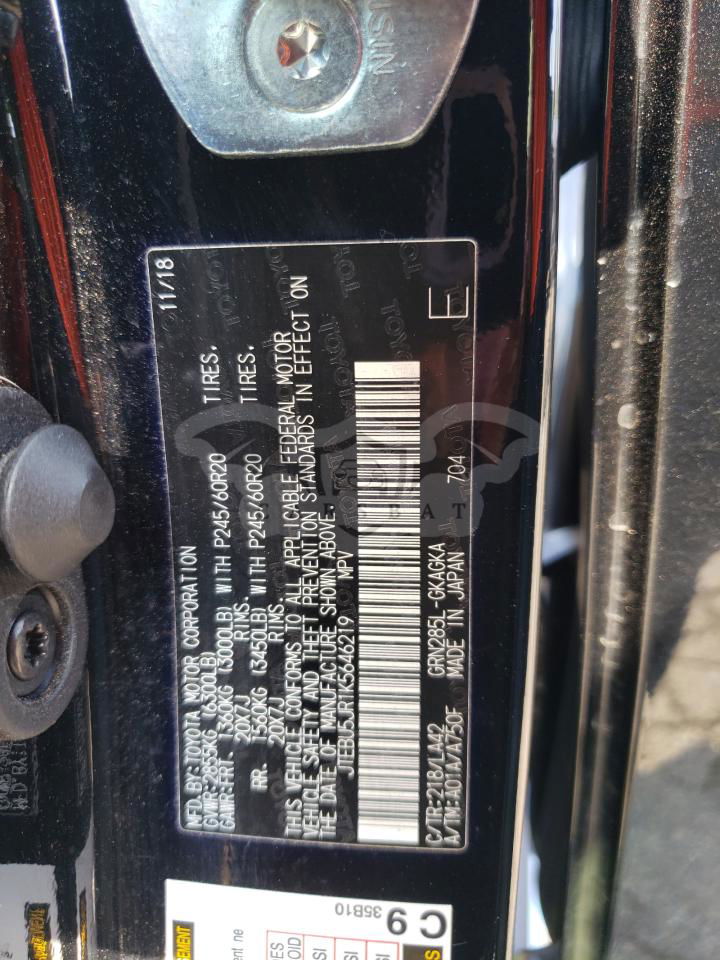 MFD. BY: TOYOTA MOTOR CORPORATION 11/18
GVWR: 2855KG (6300LB)
GAWR: FRT. 1360KG (3000LB) WITH P245/60R20 TIRES.
20X7J RIMS.
RR. 1560KG (3450LB) WITH P245/60R20 TIRES.
20X7J RIMS.
THIS VEHICLE CONFORMS TO ALL APPLICABLE FEDERAL MOTOR
VEHICLE SAFETY AND THEFT PREVENTION STANDARDS IN EFFECT ON
THE DATE OF MANUFACTURE SHOWN ABOVE.
JTEBU5JR1K5646219 MPV
C/TR:218/LA42 GRN285L-GKAGKA 704
A/TM:A01A/A750F MADE IN JAPAN
E
TOYOTA
C 9
35B10
AISIN